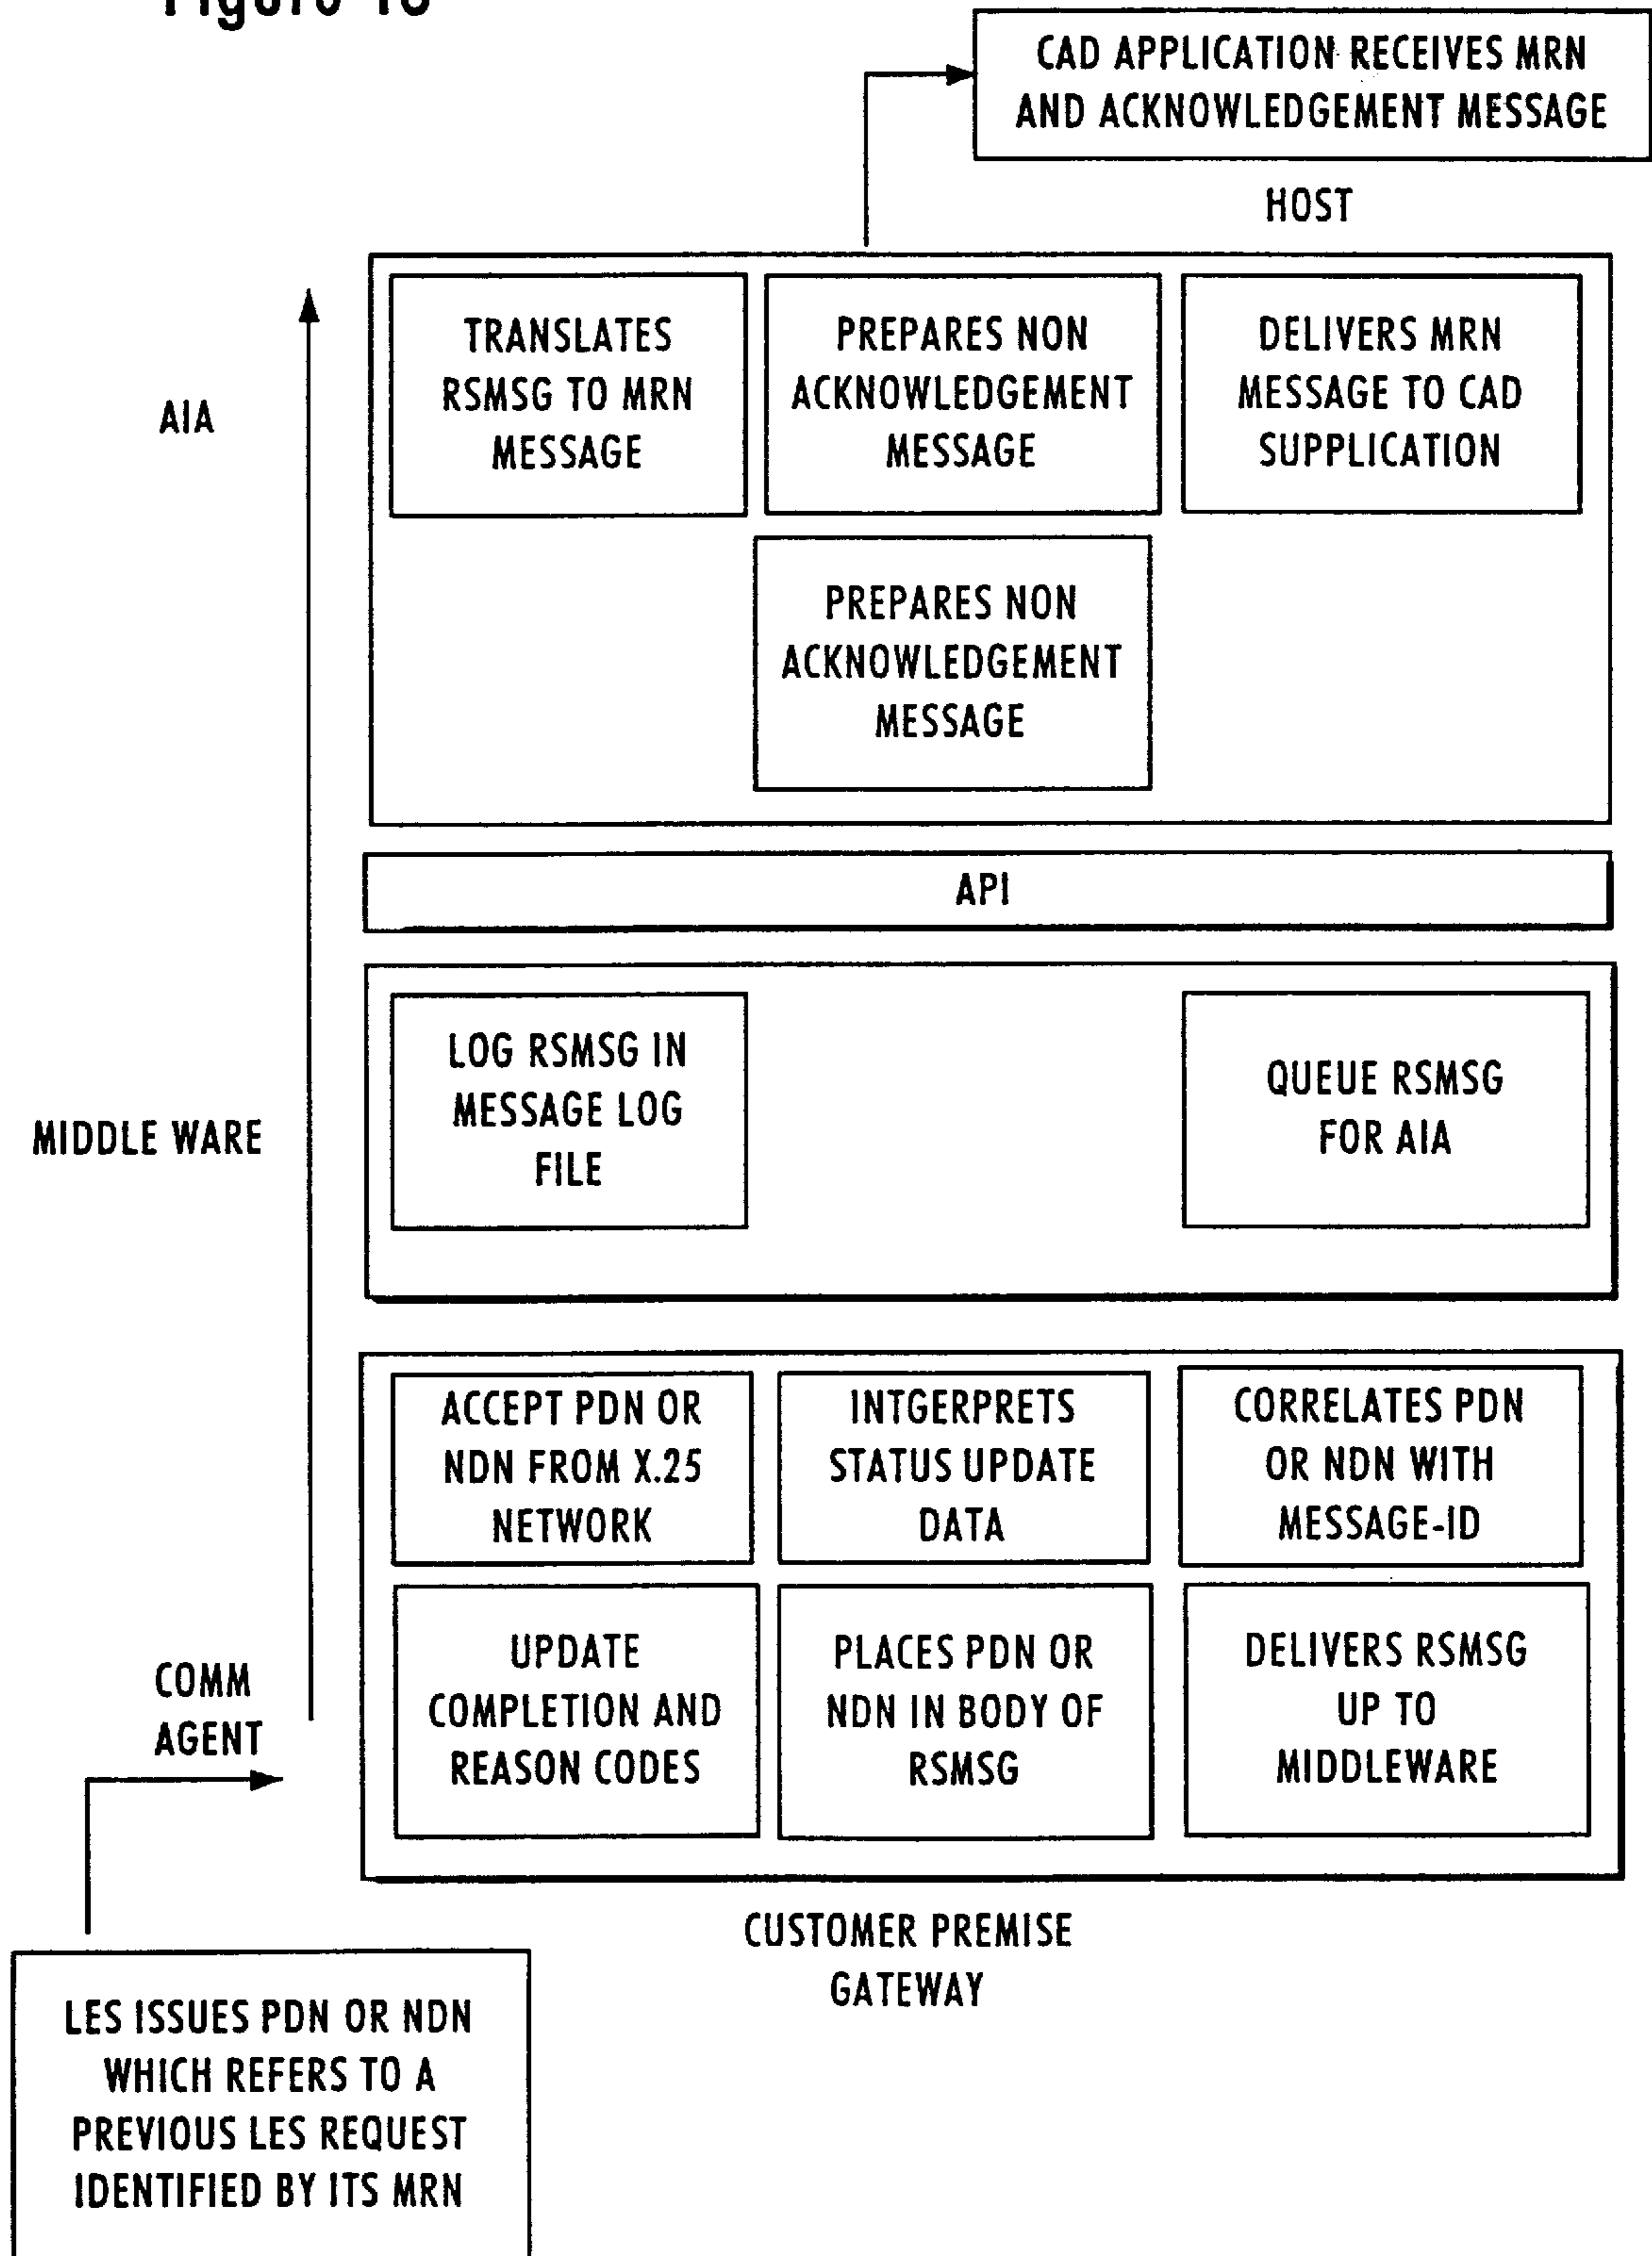 CAD APPLICATION RECEIVES MRN
AND ACKNOWLEDGEMENT MESSAGE
HOST
AIA
TRANSLATES
RSMSG TO MRN
MESSAGE
PREPARES NON
ACKNOWLEDGEMENT
MESSAGE
DELIVERS MRN
MESSAGE TO CAD
SUPPLICATION
PREPARES NON
ACKNOWLEDGEMENT
MESSAGE
API
MIDDLE WARE
LOG RSMSG IN
MESSAGE LOG
FILE
QUEUE RSMSG
FOR AIA
ACCEPT PDN OR
NDN FROM X.25
NETWORK
INTGERPRETS
STATUS UPDATE
DATA
CORRELATES PDN
OR NDN WITH
MESSAGE-ID
COMM
AGENT
UPDATE
COMPLETION AND
REASON CODES
PLACES PDN OR
NDN IN BODY OF
RSMSG
DELIVERS RSMSG
UP TO
MIDDLEWARE
CUSTOMER PREMISE
GATEWAY
LES ISSUES PDN OR NDN
WHICH REFERS TO A
PREVIOUS LES REQUEST
IDENTIFIED BY ITS MRN